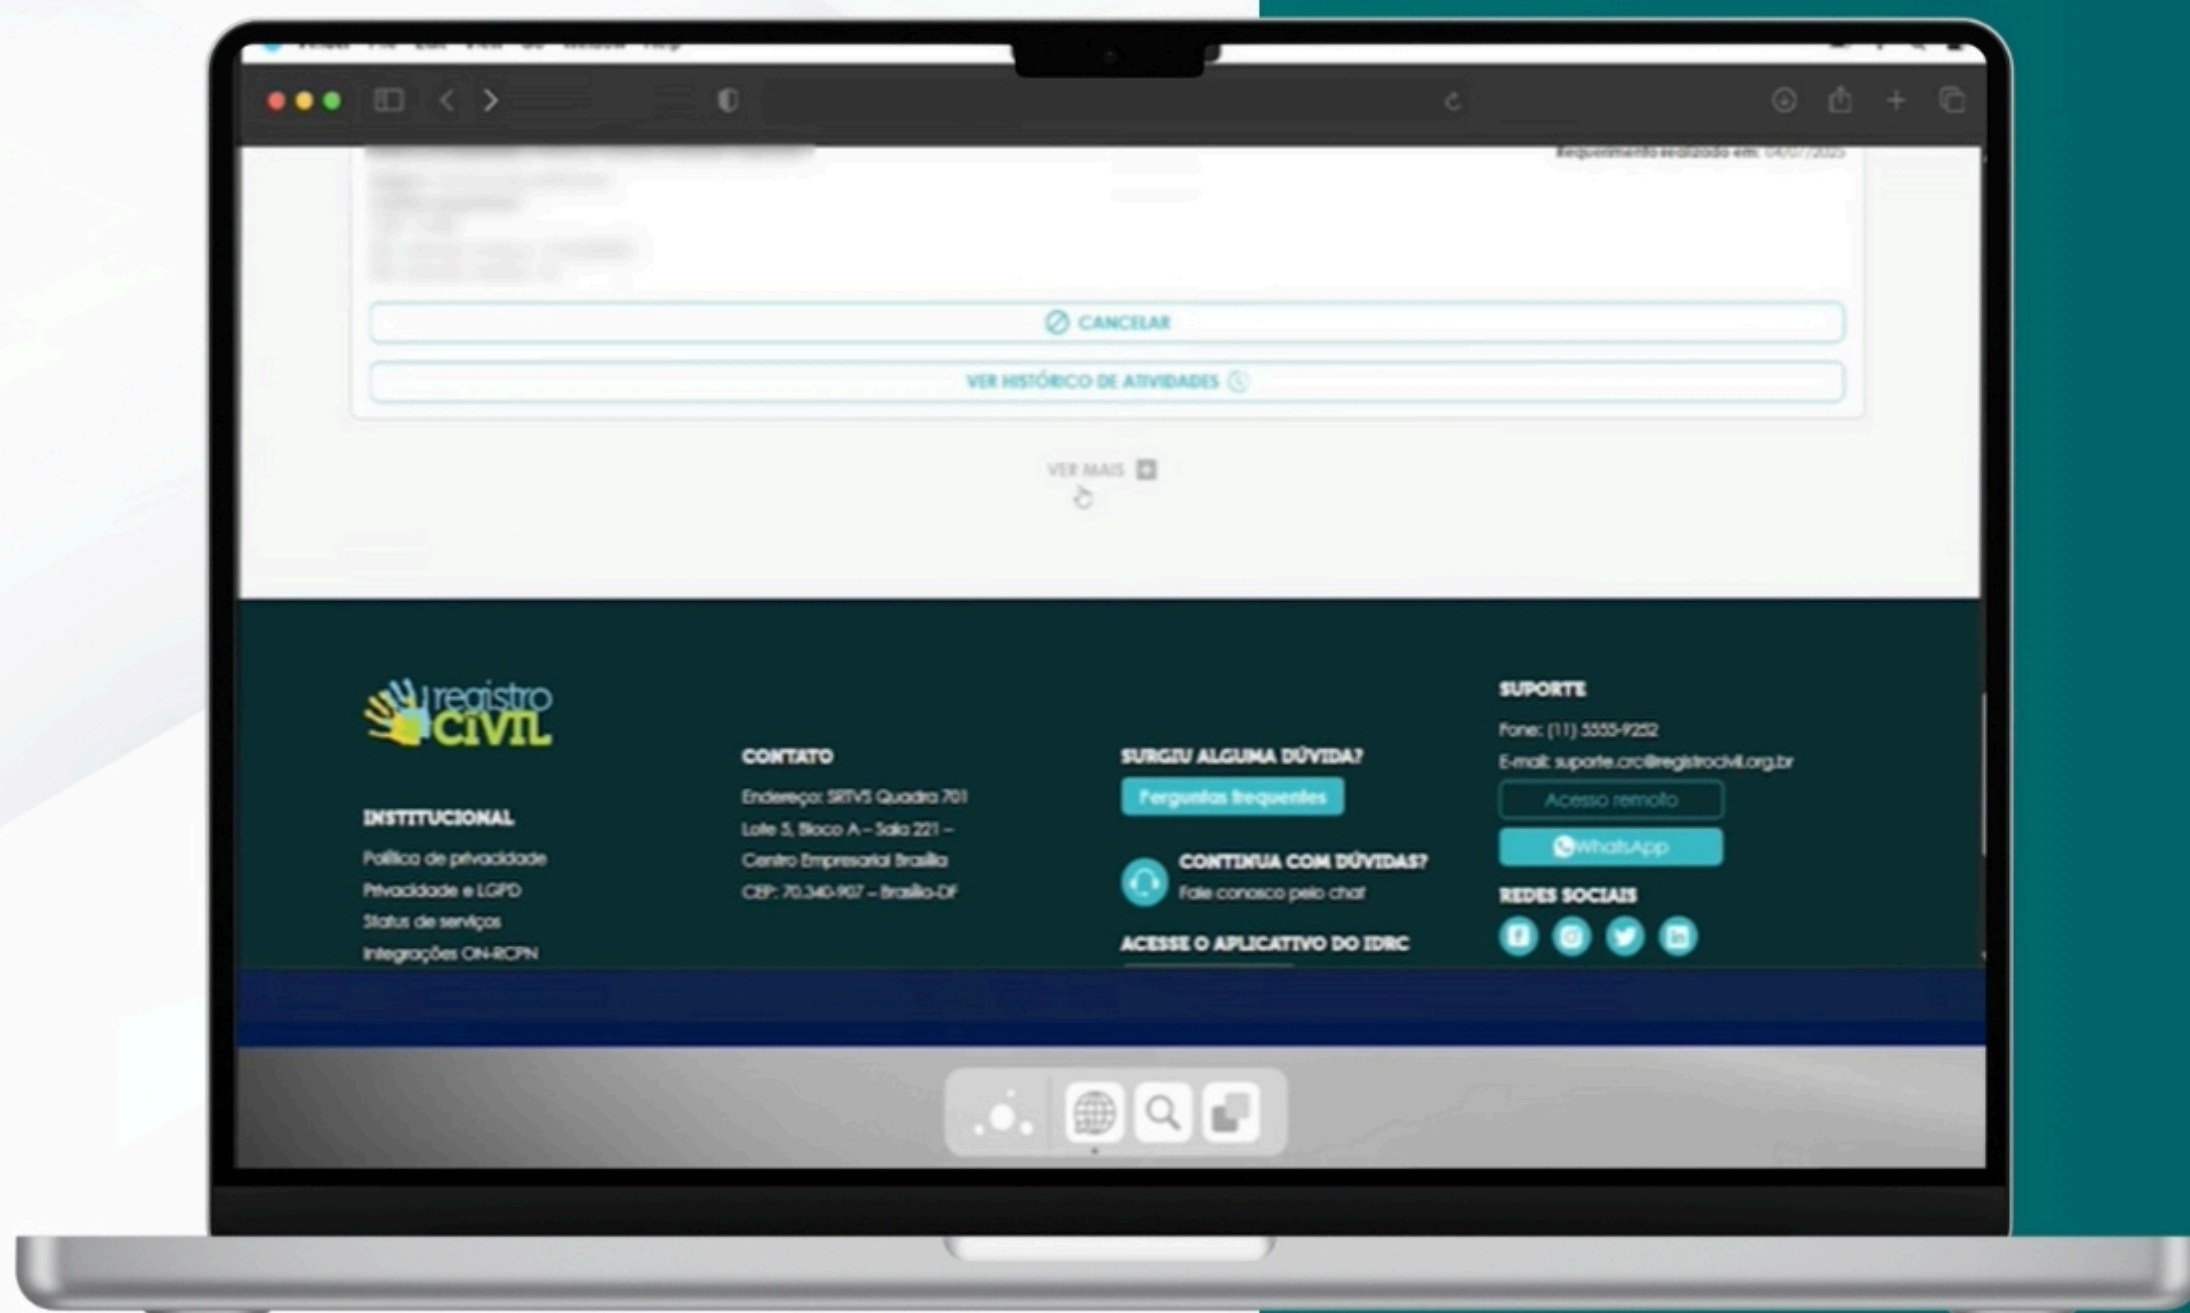 Requerimento realizado em: 04/07/2025
CANCELAR
VER HISTÓRICO DE ATIVIDADES
VER MAIS
registro
CIVIL
INSTITUCIONAL
Política de privacidade
Privacidade e LGPD
Status de serviços
Integrações ON-RCPN
CONTATO
Endereço: SRTVS Quadra 701
Lote 5, Bloco A – Sala 221 –
Centro Empresarial Brasília
CEP: 70.340-907 – Brasília-DF
SURGIU ALGUMA DÚVIDA?
Perguntas frequentes
CONTINUA COM DÚVIDAS?
Fale conosco pelo chat
ACESSE O APLICATIVO DO IDRC
SUPORTE
Fone: (11) 5555-9252
E-mail: suporte.crc@registrocivil.org.br
Acesso remoto
WhatsApp
REDES SOCIAIS